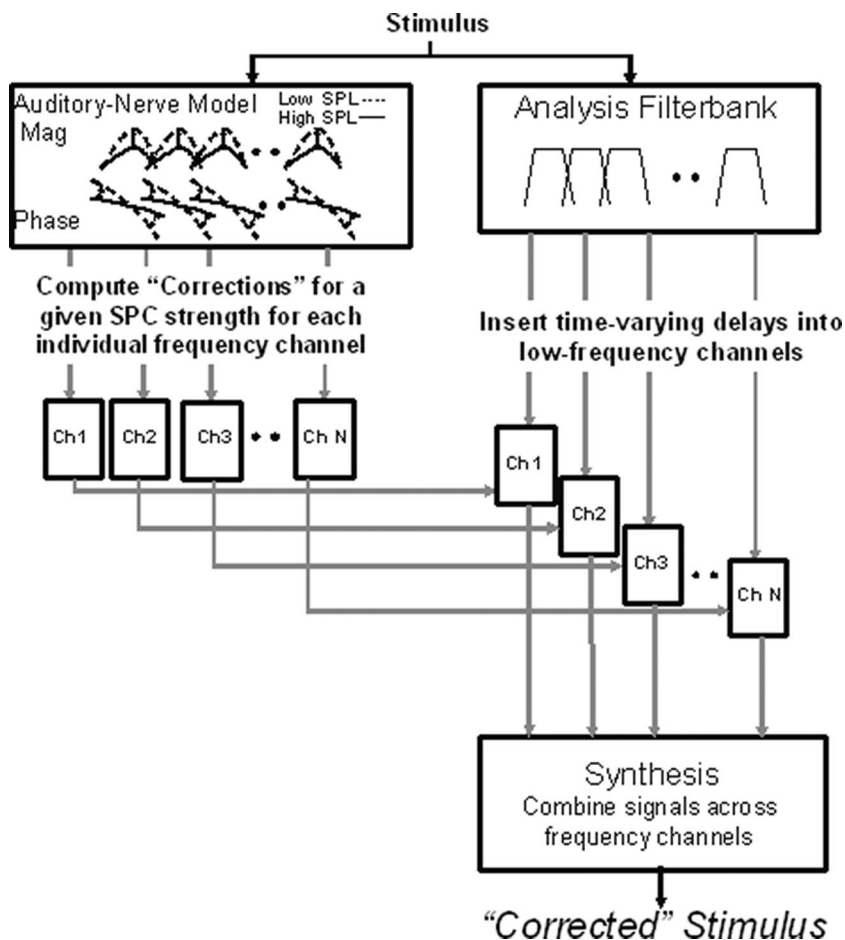 Stimulus
Auditory-Nerve Model
Low SPL
High SPL
Mag
Phase
Analysis Filterbank
Compute “Corrections” for a
given SPC strength for each
individual frequency channel
Insert time-varying delays into
low-frequency channels
Ch1
Ch2
Ch3
Ch N
Ch 1
Ch2
Ch3
Ch N
Synthesis
Combine signals across
frequency channels
“Corrected” Stimulus